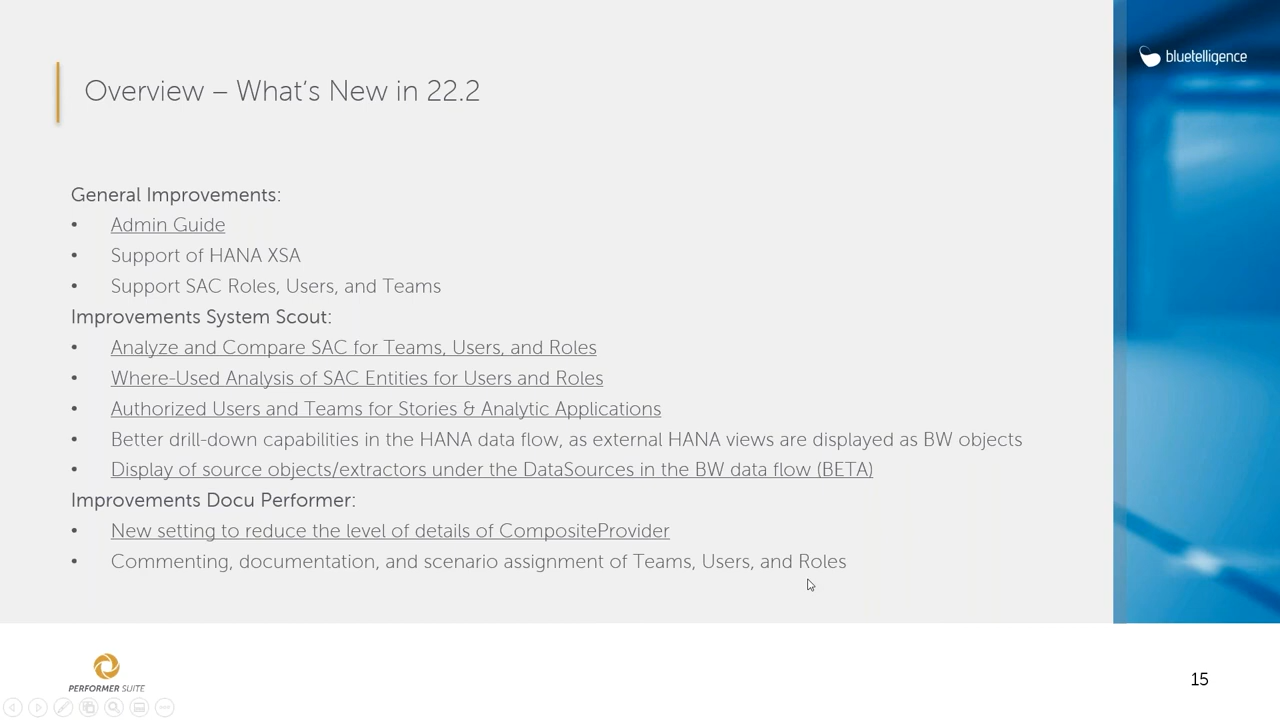 bluetelligence
Overview – What's New in 22.2
General Improvements:
• Admin Guide
• Support of HANA XSA
• Support SAC Roles, Users, and Teams
Improvements System Scout:
• Analyze and Compare SAC for Teams, Users, and Roles
• Where-Used Analysis of SAC Entities for Users and Roles
• Authorized Users and Teams for Stories & Analytic Applications
• Better drill-down capabilities in the HANA data flow, as external HANA views are displayed as BW objects
• Display of source objects/extractors under the DataSources in the BW data flow (BETA)
Improvements Docu Performer:
• New setting to reduce the level of details of CompositeProvider
• Commenting, documentation, and scenario assignment of Teams, Users, and Roles
PERFORMER SUITE
15